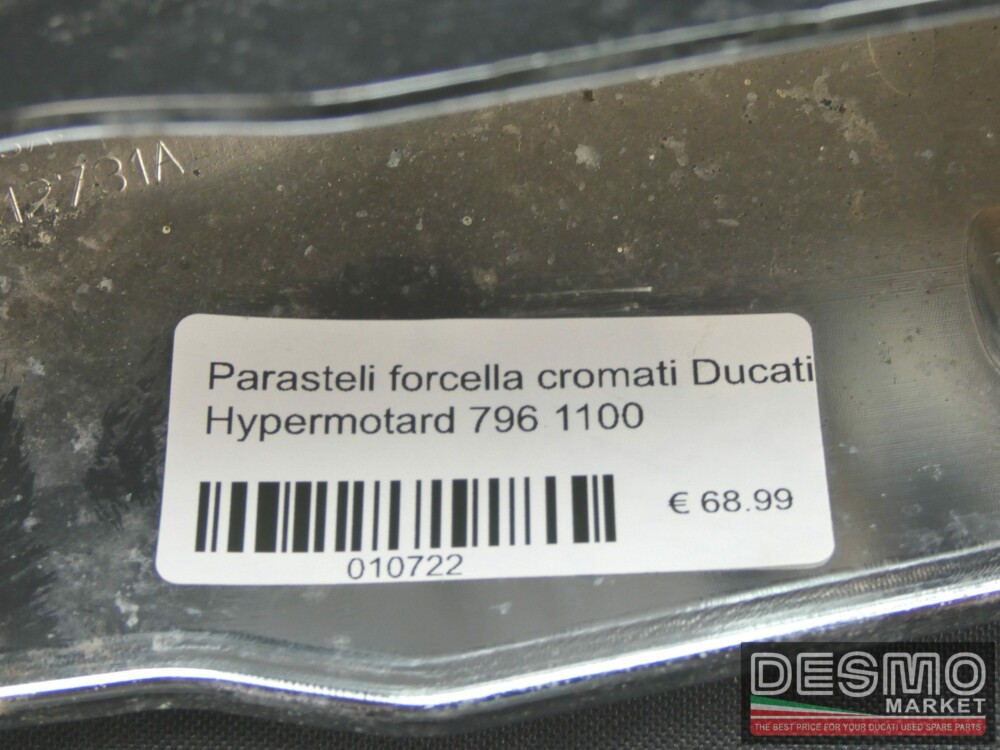 12731A
Parasteli forcella cromati Ducati
Hypermotard 796 1100
€ 68.99
010722
DESMO
MARKET
THE BEST PRICE FOR YOUR DUCATI USED SPARE PARTS